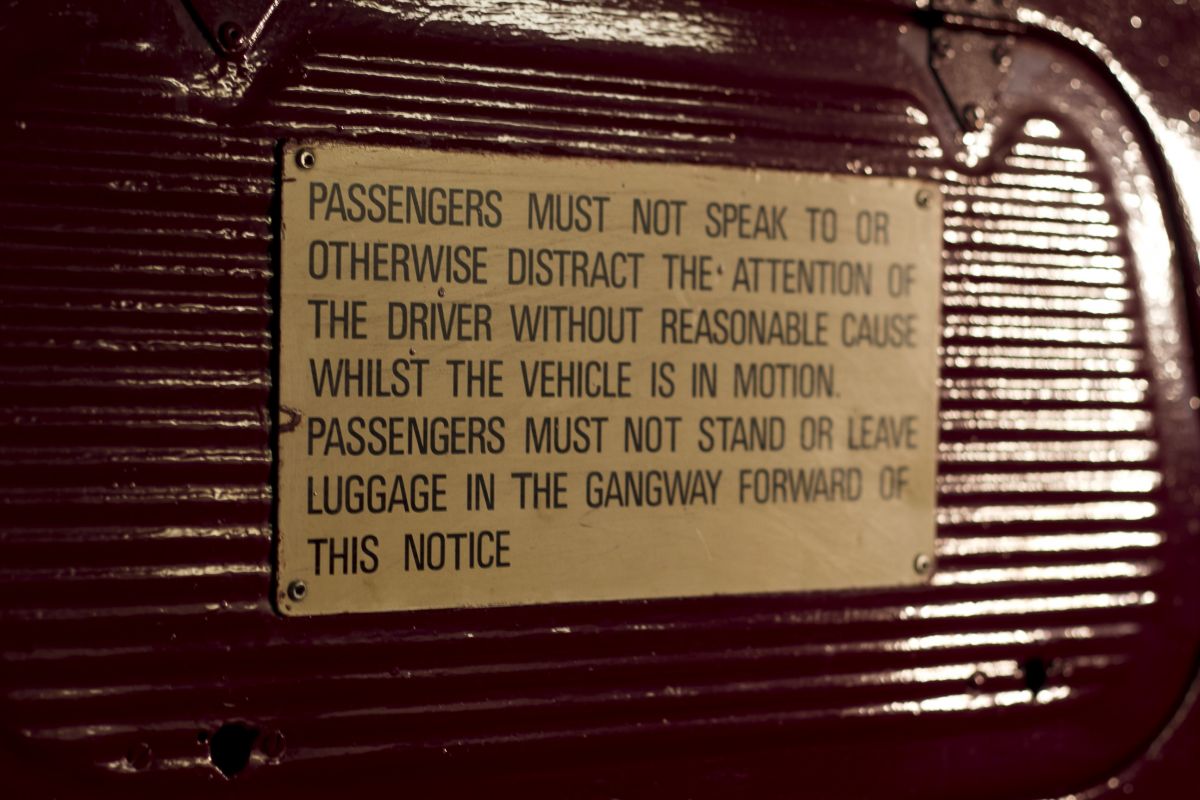 PASSENGERS MUST NOT SPEAK TO OR
OTHERWISE DISTRACT THE ATTENTION OF
THE DRIVER WITHOUT REASONABLE CAUSE
WHILST THE VEHICLE IS IN MOTION.
PASSENGERS MUST NOT STAND OR LEAVE
LUGGAGE IN THE GANGWAY FORWARD OF
THIS NOTICE